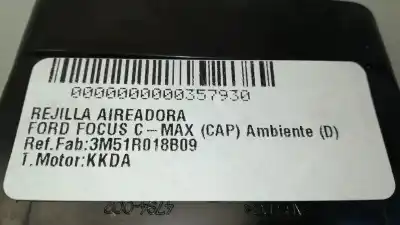 0000000000357930
REJILLA AIREADORA
FORD FOCUS C-MAX (CAP) Ambiente (D)
Ref.Fab:3M51R018B09
T.Motor:KKDA